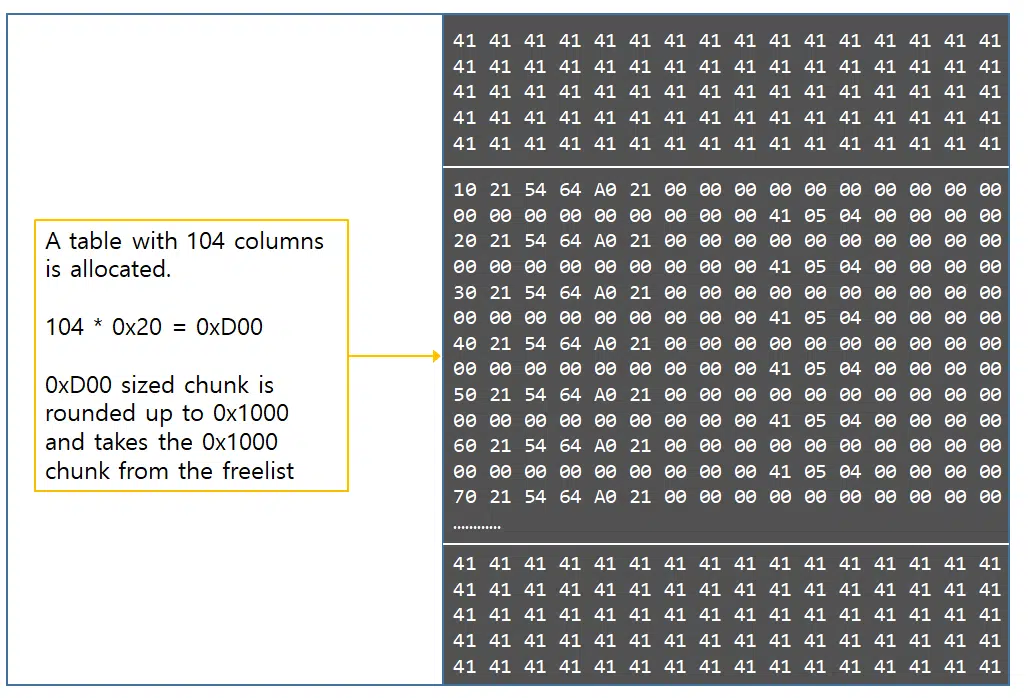 A table with 104 columns
is allocated.
104 * 0x20 = 0xD00
0xD00 sized chunk is
rounded up to 0x1000
and takes the 0x1000
chunk from the freelist
41 41 41 41 41 41 41 41 41 41 41 41 41 41 41 41
41 41 41 41 41 41 41 41 41 41 41 41 41 41 41 41
41 41 41 41 41 41 41 41 41 41 41 41 41 41 41 41
41 41 41 41 41 41 41 41 41 41 41 41 41 41 41 41
41 41 41 41 41 41 41 41 41 41 41 41 41 41 41 41
10 21 54 64 A0 21 00 00 00 00 00 00 00 00 00 00
00 00 00 00 00 00 00 00 00 41 05 04 00 00 00 00
20 21 54 64 A0 21 00 00 00 00 00 00 00 00 00 00
00 00 00 00 00 00 00 00 00 41 05 04 00 00 00 00
30 21 54 64 A0 21 00 00 00 00 00 00 00 00 00 00
00 00 00 00 00 00 00 00 00 41 05 04 00 00 00 00
40 21 54 64 A0 21 00 00 00 00 00 00 00 00 00 00
00 00 00 00 00 00 00 00 00 41 05 04 00 00 00 00
50 21 54 64 A0 21 00 00 00 00 00 00 00 00 00 00
00 00 00 00 00 00 00 00 00 41 05 04 00 00 00 00
60 21 54 64 A0 21 00 00 00 00 00 00 00 00 00 00
00 00 00 00 00 00 00 00 00 41 05 04 00 00 00 00
70 21 54 64 A0 21 00 00 00 00 00 00 00 00 00 00
............
41 41 41 41 41 41 41 41 41 41 41 41 41 41 41 41
41 41 41 41 41 41 41 41 41 41 41 41 41 41 41 41
41 41 41 41 41 41 41 41 41 41 41 41 41 41 41 41
41 41 41 41 41 41 41 41 41 41 41 41 41 41 41 41
41 41 41 41 41 41 41 41 41 41 41 41 41 41 41 41